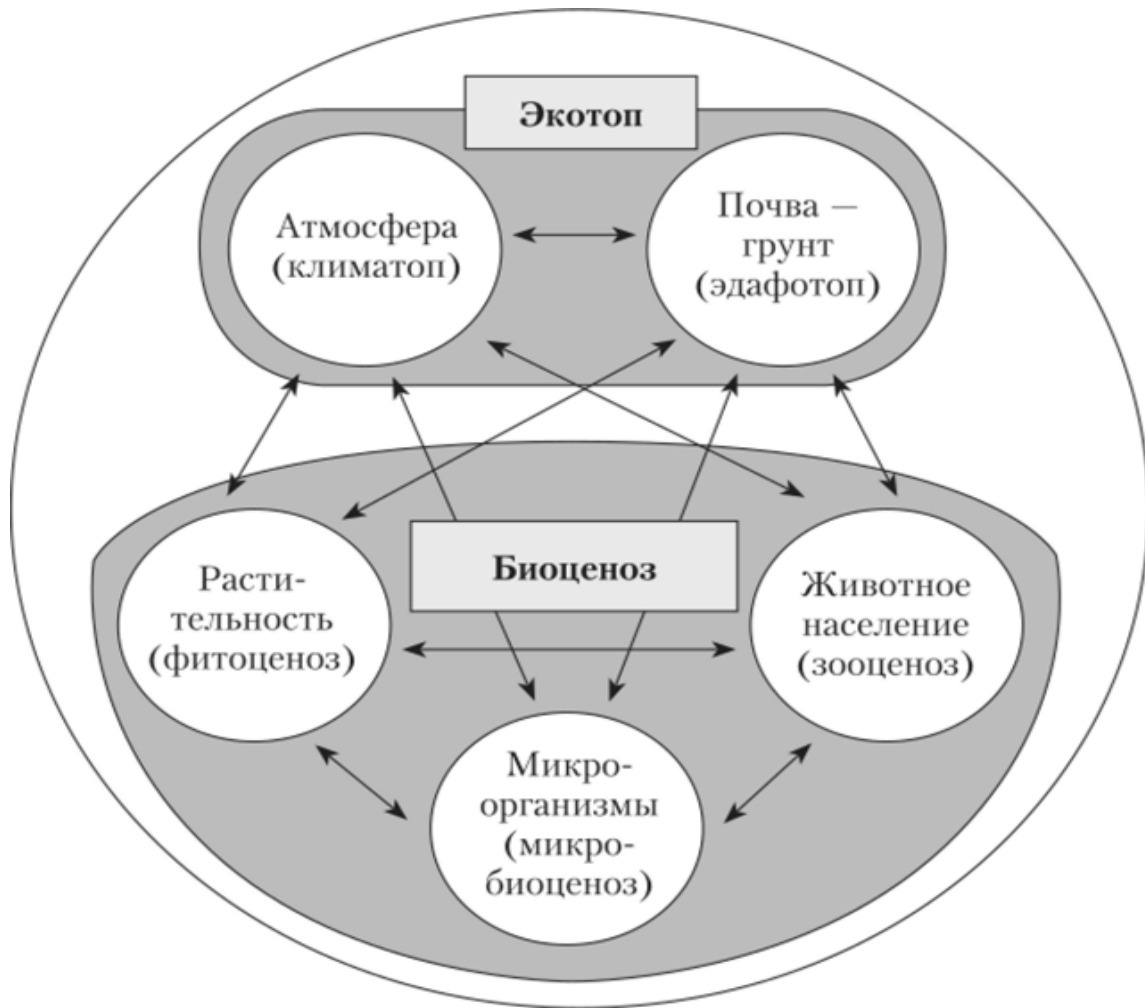 Экотоп
Атмосфера
(климатоп)
Почва —
грунт
(эдафотоп)
Биоценоз
Расти-
тельность
(фитоценоз)
Животное
население
(зооценоз)
Микро-
организмы
(микро-
биоценоз)